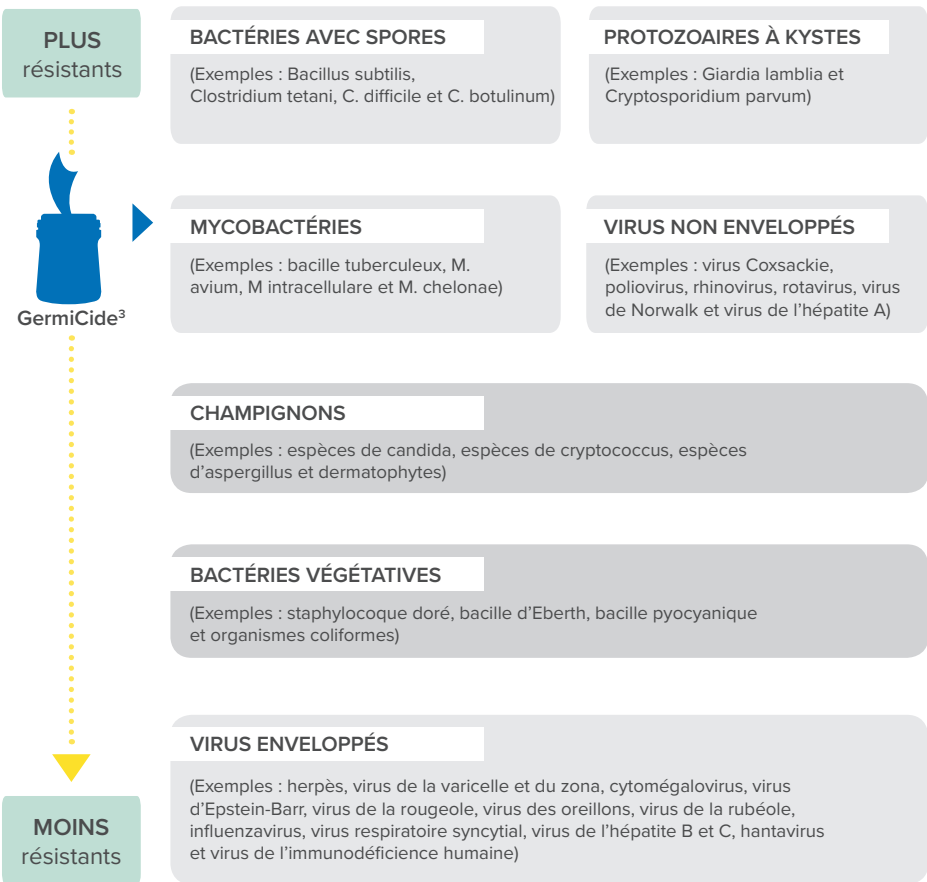 PLUS
résistants
BACTÉRIES AVEC SPORES
(Exemples : Bacillus subtilis,
Clostridium tetani, C. difficile et C. botulinum)
PROTOZOAIRES À KYSTES
(Exemples : Giardia lamblia et
Cryptosporidium parvum)
GermiCide³
MYCOBACTÉRIES
(Exemples : bacille tuberculeux, M.
avium, M intracellulare et M. chelonae)
VIRUS NON ENVELOPPÉS
(Exemples : virus Coxsackie,
poliovirus, rhinovirus, rotavirus, virus
de Norwalk et virus de l’hépatite A)
CHAMPIGNONS
(Exemples : espèces de candida, espèces de cryptococcus, espèces
d’aspergillus et dermatophytes)
BACTÉRIES VÉGÉTATIVES
(Exemples : staphylocoque doré, bacille d’Eberth, bacille pyocyanique
et organismes coliformes)
VIRUS ENVELOPPÉS
(Exemples : herpès, virus de la varicelle et du zona, cytomégalovirus, virus
d’Epstein-Barr, virus de la rougeole, virus des oreillons, virus de la rubéole,
influenzavirus, virus respiratoire syncytial, virus de l’hépatite B et C, hantavirus
et virus de l’immunodéficience humaine)
MOINS
résistants